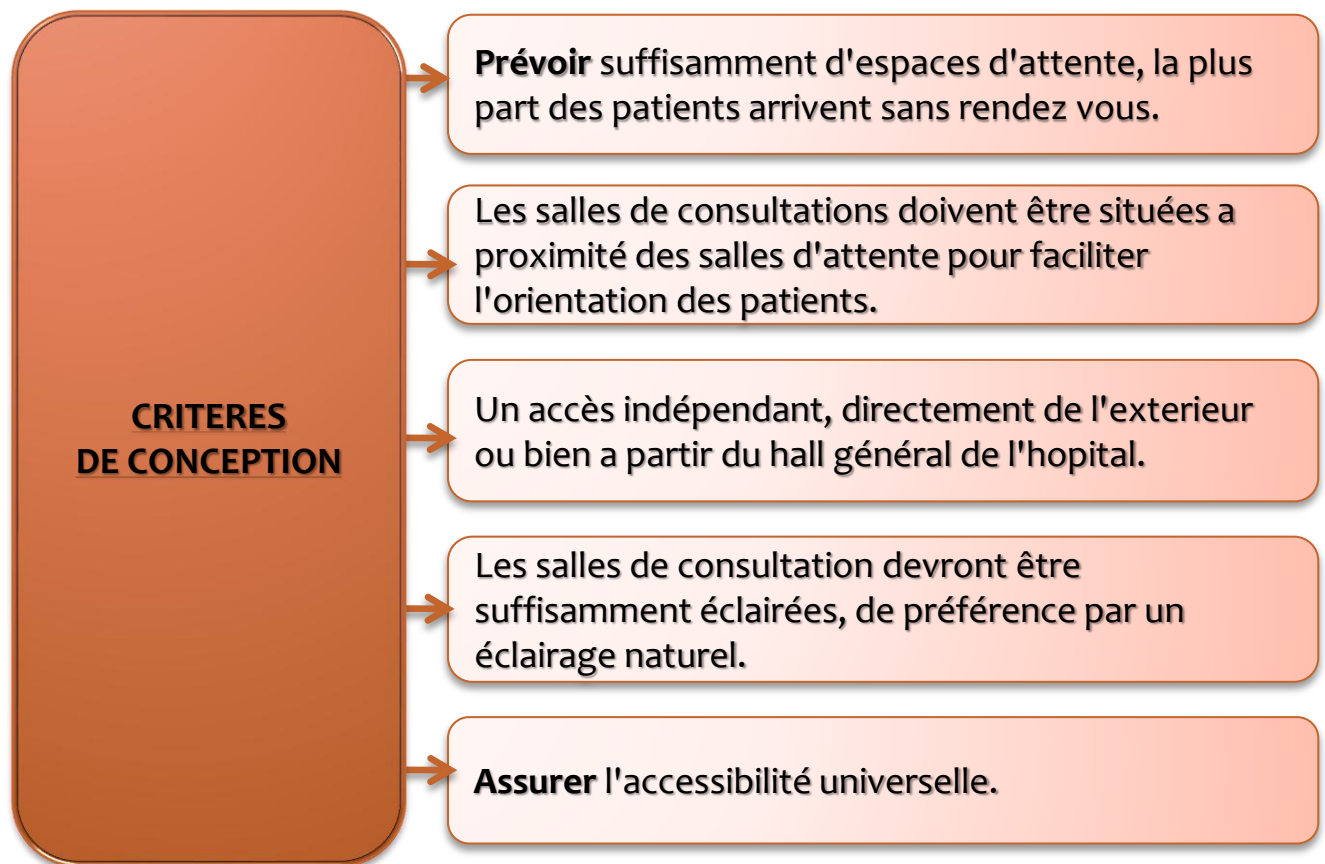 CRITERES
DE CONCEPTION
Prévoir suffisamment d'espaces d'attente, la plus
part des patients arrivent sans rendez vous.
Les salles de consultations doivent être situées a
proximité des salles d'attente pour faciliter
l'orientation des patients.
Un accès indépendant, directement de l'exterieur
ou bien a partir du hall général de l'hopital.
Les salles de consultation devront être
suffisamment éclairées, de préférence par un
éclairage naturel.
Assurer l'accessibilité universelle.